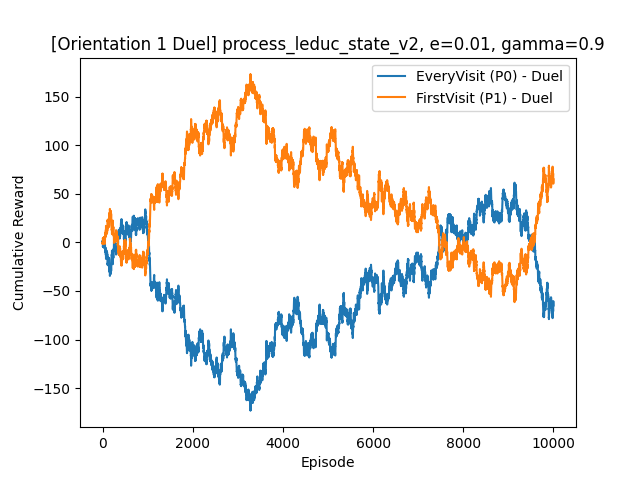 [Orientation 1 Duel] process_leduc_state_v2, e=0.01, gamma=0.9
EveryVisit (P0) - Duel
FirstVisit (P1) - Duel
Cumulative Reward
150
100
50
0
−50
−100
−150
0
2000
4000
6000
8000
10000
Episode